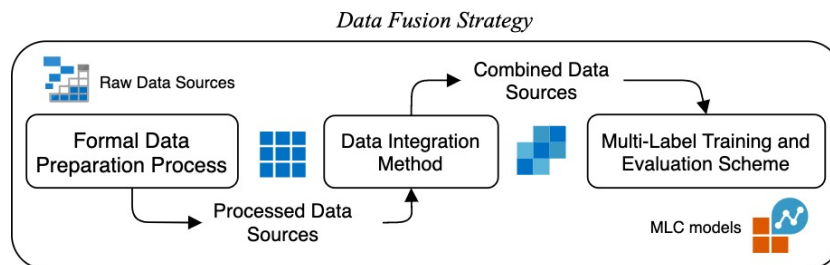 Data Fusion Strategy
Raw Data Sources
Formal Data
Preparation Process
Processed Data
Sources
Data Integration
Method
Combined Data
Sources
Multi-Label Training and
Evaluation Scheme
MLC models